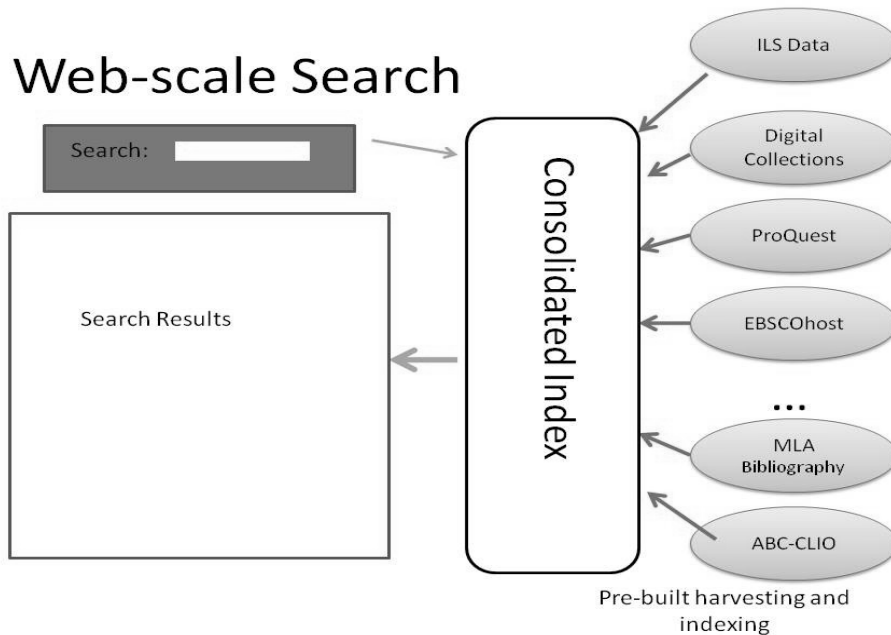 Web-scale Search
Search:
Search Results
Consolidated Index
ILS Data
Digital
Collections
ProQuest
EBSCOhost
...
MLA
Bibliography
ABC-CLIO
Pre-built harvesting and
indexing